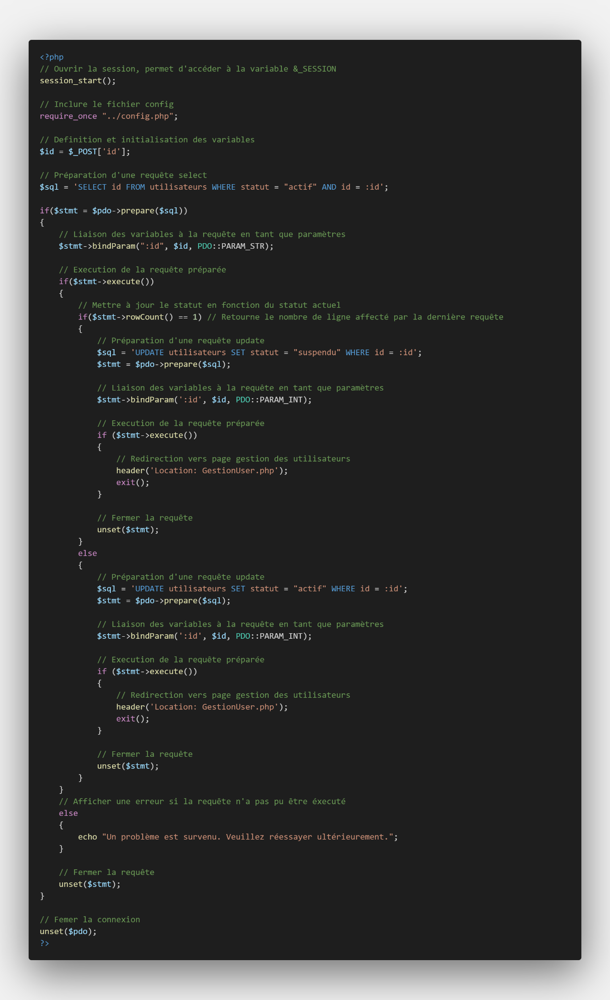 <?php
// Ouvrir la session, permet d'accéder à la variable &_SESSION
session_start();

// Inclure le fichier config
require_once "../config.php";

// Definition et initialisation des variables
$id = $_POST['id'];

// Préparation d'une requête select
$sql = 'SELECT id FROM utilisateurs WHERE statut = "actif" AND id = :id';

if($stmt = $pdo->prepare($sql))
{
    // Liaison des variables à la requête en tant que paramètres
    $stmt->bindParam(":id", $id, PDO::PARAM_STR);

    // Execution de la requête préparée
    if($stmt->execute())
    {
        // Mettre à jour le statut en fonction du statut actuel
        if($stmt->rowCount() == 1) // Retourne le nombre de ligne affecté par la dernière requête
        {
            // Préparation d'une requête update
            $sql = 'UPDATE utilisateurs SET statut = "suspendu" WHERE id = :id';
            $stmt = $pdo->prepare($sql);

            // Liaison des variables à la requête en tant que paramètres
            $stmt->bindParam(':id', $id, PDO::PARAM_INT);

            // Execution de la requête préparée
            if ($stmt->execute())
            {
                // Redirection vers page gestion des utilisateurs
                header('Location: GestionUser.php');
                exit();
            }

            // Fermer la requête
            unset($stmt);
        }
        else
        {
            // Préparation d'une requête update
            $sql = 'UPDATE utilisateurs SET statut = "actif" WHERE id = :id';
            $stmt = $pdo->prepare($sql);

            // Liaison des variables à la requête en tant que paramètres
            $stmt->bindParam(':id', $id, PDO::PARAM_INT);

            // Execution de la requête préparée
            if ($stmt->execute())
            {
                // Redirection vers page gestion des utilisateurs
                header('Location: GestionUser.php');
                exit();
            }

            // Fermer la requête
            unset($stmt);
        }
    }
    // Afficher une erreur si la requête n'a pas pu être éxecuté
    else
    {
        echo "Un problème est survenu. Veuillez réessayer ultérieurement.";
    }

    // Fermer la requête
    unset($stmt);
}

// Femer la connexion
unset($pdo);
?>